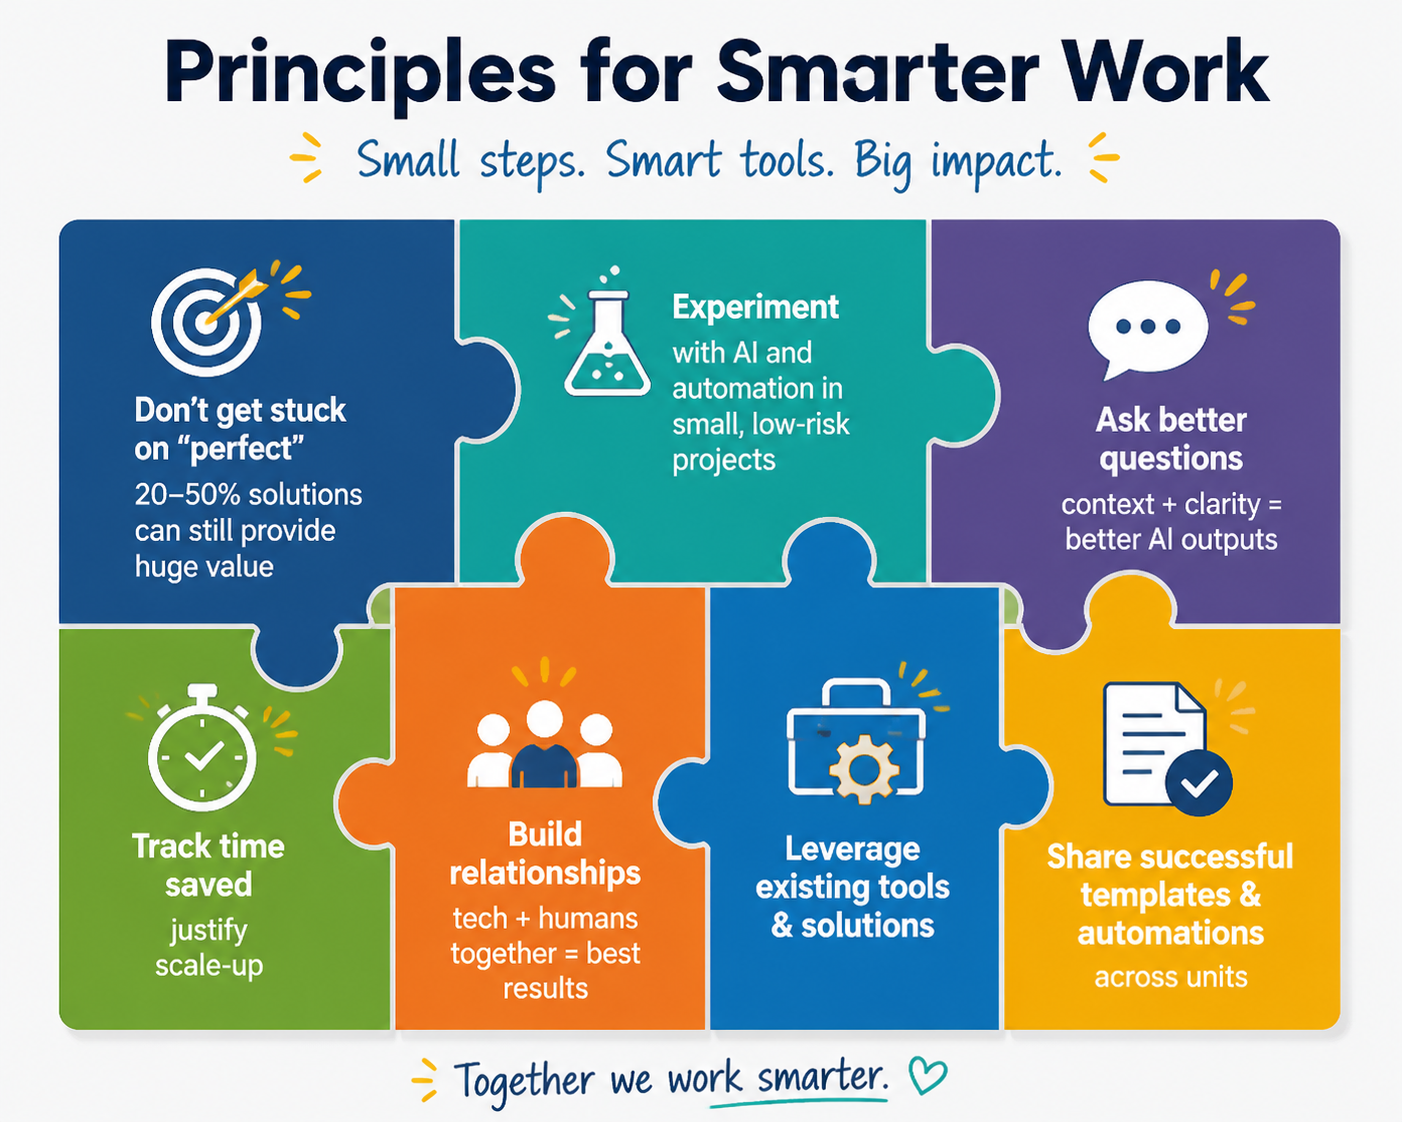 Principles for Smarter Work
Small steps. Smart tools. Big impact.
Don’t get stuck
on “perfect”
20–50% solutions
can still provide
huge value
Experiment
with AI and
automation in
small, low-risk
projects
Ask better
questions
context + clarity =
better AI outputs
Track time
saved
justify
scale-up
Build
relationships
tech + humans
together = best
results
Leverage
existing tools
& solutions
Share successful
templates &
automations
across units
Together we work smarter.